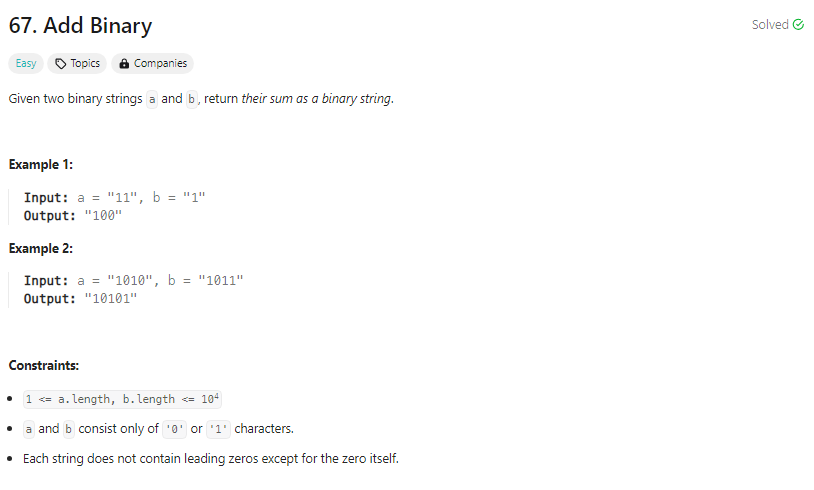 67. Add Binary
Solved
Easy
Topics
Companies
Given two binary strings a and b, return their sum as a binary string.
Example 1:
Input: a = "11", b = "1"
Output: "100"
Example 2:
Input: a = "1010", b = "1011"
Output: "10101"
Constraints:
1 <= a.length, b.length <= 10⁴
a and b consist only of '0' or '1' characters.
Each string does not contain leading zeros except for the zero itself.